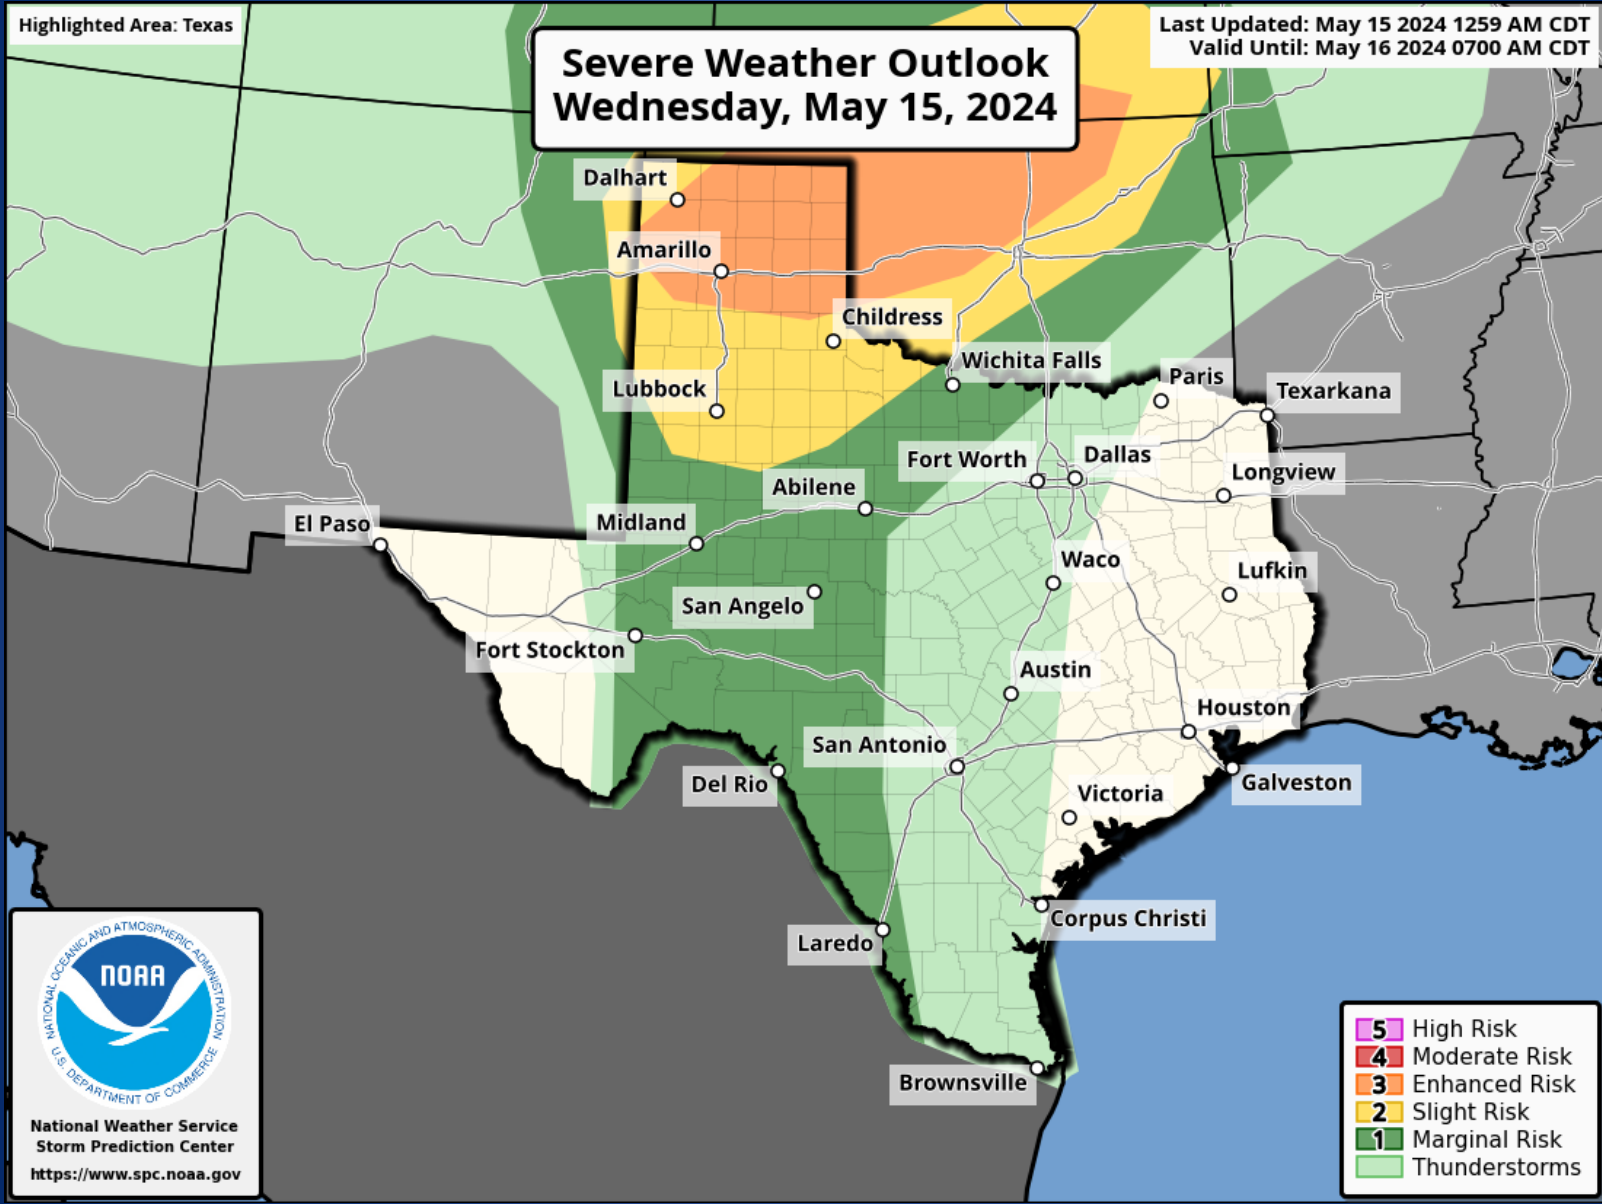 Highlighted Area: Texas
Severe Weather Outlook
Wednesday, May 15, 2024
Last Updated: May 15 2024 1259 AM CDT
Valid Until: May 16 2024 0700 AM CDT
Dalhart
Amarillo
Childress
Wichita Falls
Paris
Texarkana
Lubbock
Fort Worth
Dallas
Longview
Abilene
El Paso
Midland
Waco
Lufkin
San Angelo
Fort Stockton
Austin
Houston
San Antonio
Del Rio
Galveston
Victoria
Corpus Christi
Laredo
Brownsville
NATIONAL OCEANIC AND ATMOSPHERIC ADMINISTRATION
NOAA
U.S. DEPARTMENT OF COMMERCE
National Weather Service
Storm Prediction Center
https://www.spc.noaa.gov
5 High Risk
4 Moderate Risk
3 Enhanced Risk
2 Slight Risk
1 Marginal Risk
Thunderstorms